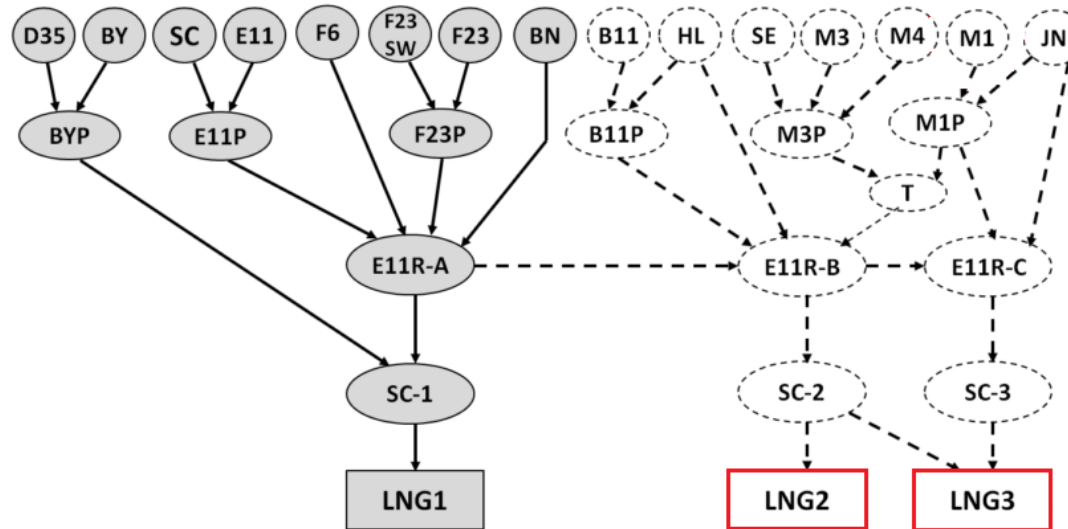 D35
BY
SC
E11
F6
F23
SW
F23
BN
B11
HL
SE
M3
M4
M1
JN
BYP
E11P
F23P
B11P
M3P
M1P
T
E11R-A
E11R-B
E11R-C
SC-1
SC-2
SC-3
LNG1
LNG2
LNG3